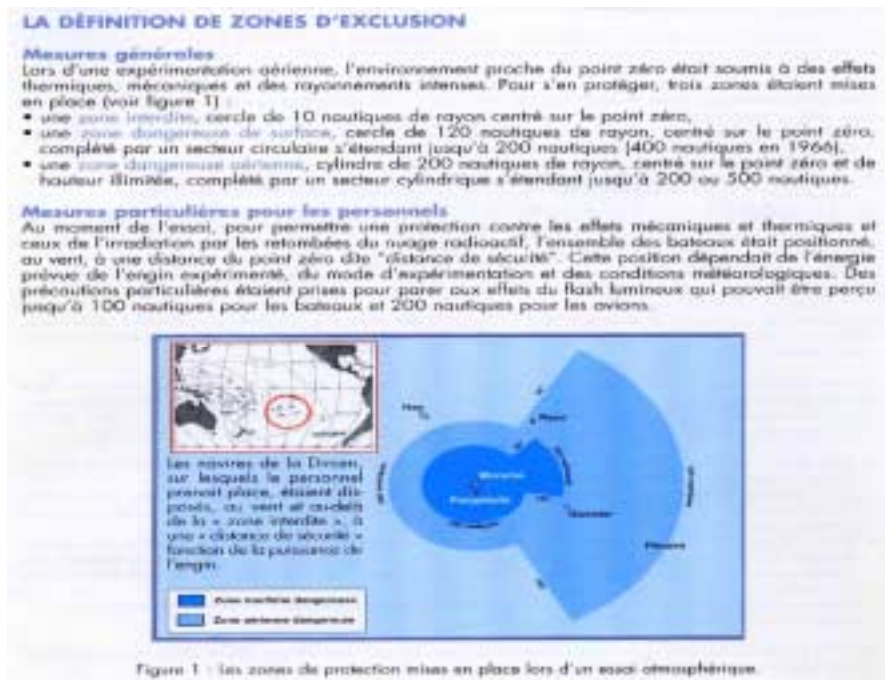 LA DÉFINITION DE ZONES D'EXCLUSION
Mesures générales
Lors d'une expérimentation aérienne, l'environnement proche du point zéro était soumis à des effets
thermiques, mécaniques et des rayonnements intenses. Pour s'en protéger, trois zones étaient mises
en place (voir figure 1) :
• une zone interdite, cercle de 10 nautiques de rayon centré sur le point zéro,
• une zone dangereuse de surface, cercle de 120 nautiques de rayon, centré sur le point zéro,
complété par un secteur circulaire s'étendant jusqu'à 200 nautiques (400 nautiques en 1966),
• une zone dangereuse aérienne, cylindre de 200 nautiques de rayon, centré sur le point zéro et de
hauteur illimitée, complété par un secteur cylindrique s'étendant jusqu'à 200 ou 500 nautiques.
Mesures particulières pour les personnels
Au moment de l'essai, pour permettre une protection contre les effets mécaniques et thermiques et
ceux de l'irradiation par les retombées du nuage radioactif, l'ensemble des bateaux était positionné,
au vent, à une distance du point zéro dite "distance de sécurité". Cette position dépendait de l'énergie
prévue de l'engin expérimenté, du mode d'expérimentation et des conditions météorologiques. Des
précautions particulières étaient prises pour parer aux effets du flash lumineux qui pouvait être perçu
jusqu'à 100 nautiques pour les bateaux et 200 nautiques pour les avions.
Hao
Les navires de la Dircen,
sur lesquels le personnel
prenait place, étaient dis-
posés, au vent et au-delà
de la « zone interdite », à
une « distance de sécurité »
fonction de la puissance de
l'engin.
Zone maritime dangereuse
Zone aérienne dangereuse
Figure 1 : Les zones de protection mises en place lors d'un essai atmosphérique.